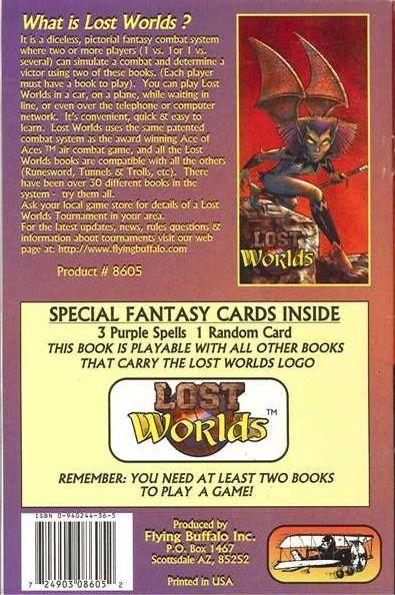 What is Lost Worlds ?
It is a diceless, pictorial fantasy combat system
where two or more players (1 vs. 1or 1 vs.
several) can simulate a combat and determine a
victor using two of these books. (Each player
must have a book to play). You can play Lost
Worlds in a car, on a plane, while waiting in
line, or even over the telephone or computer
network. It's convenient, quick & easy to
learn. Lost Worlds uses the same patented
combat system as the award winning Ace of
Aces™ air combat game, and all the Lost
Worlds books are compatible with all the others
(Runesword, Tunnels & Trolls, etc). There
have been over 30 different books in the
system - try them all.
Ask your local game store for details of a Lost
Worlds Tournament in your area.
For the latest updates, news, rules questions &
information about tournaments visit our web
page at: http://www.flyingbuffalo.com
Product # 8605
LOST
Worlds
SPECIAL FANTASY CARDS INSIDE
3 Purple Spells 1 Random Card
THIS BOOK IS PLAYABLE WITH ALL OTHER BOOKS
THAT CARRY THE LOST WORLDS LOGO
LOST
Worlds™
REMEMBER: YOU NEED AT LEAST TWO BOOKS
TO PLAY A GAME!
ISBN 0-940244-36-5
7 24903 08605 2
Produced by
Flying Buffalo Inc.
P.O. Box 1467
Scottsdale AZ, 85252
Printed in USA